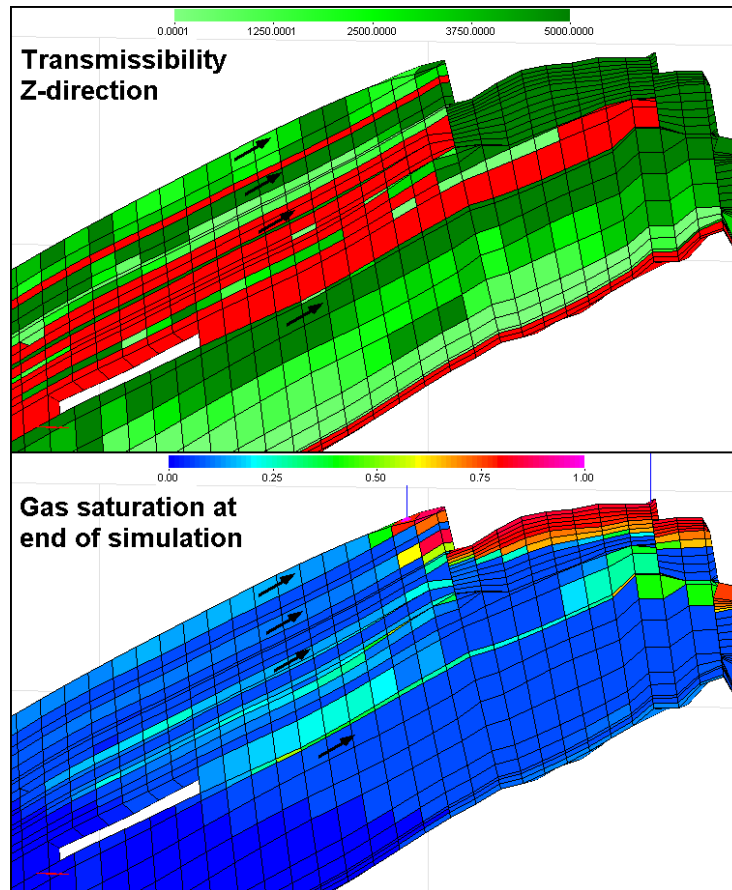 0.0001 1250.0001 2500.0000 3750.0000 5000.0000
Transmissibility
Z-direction
0.00 0.25 0.50 0.75 1.00
Gas saturation at
end of simulation